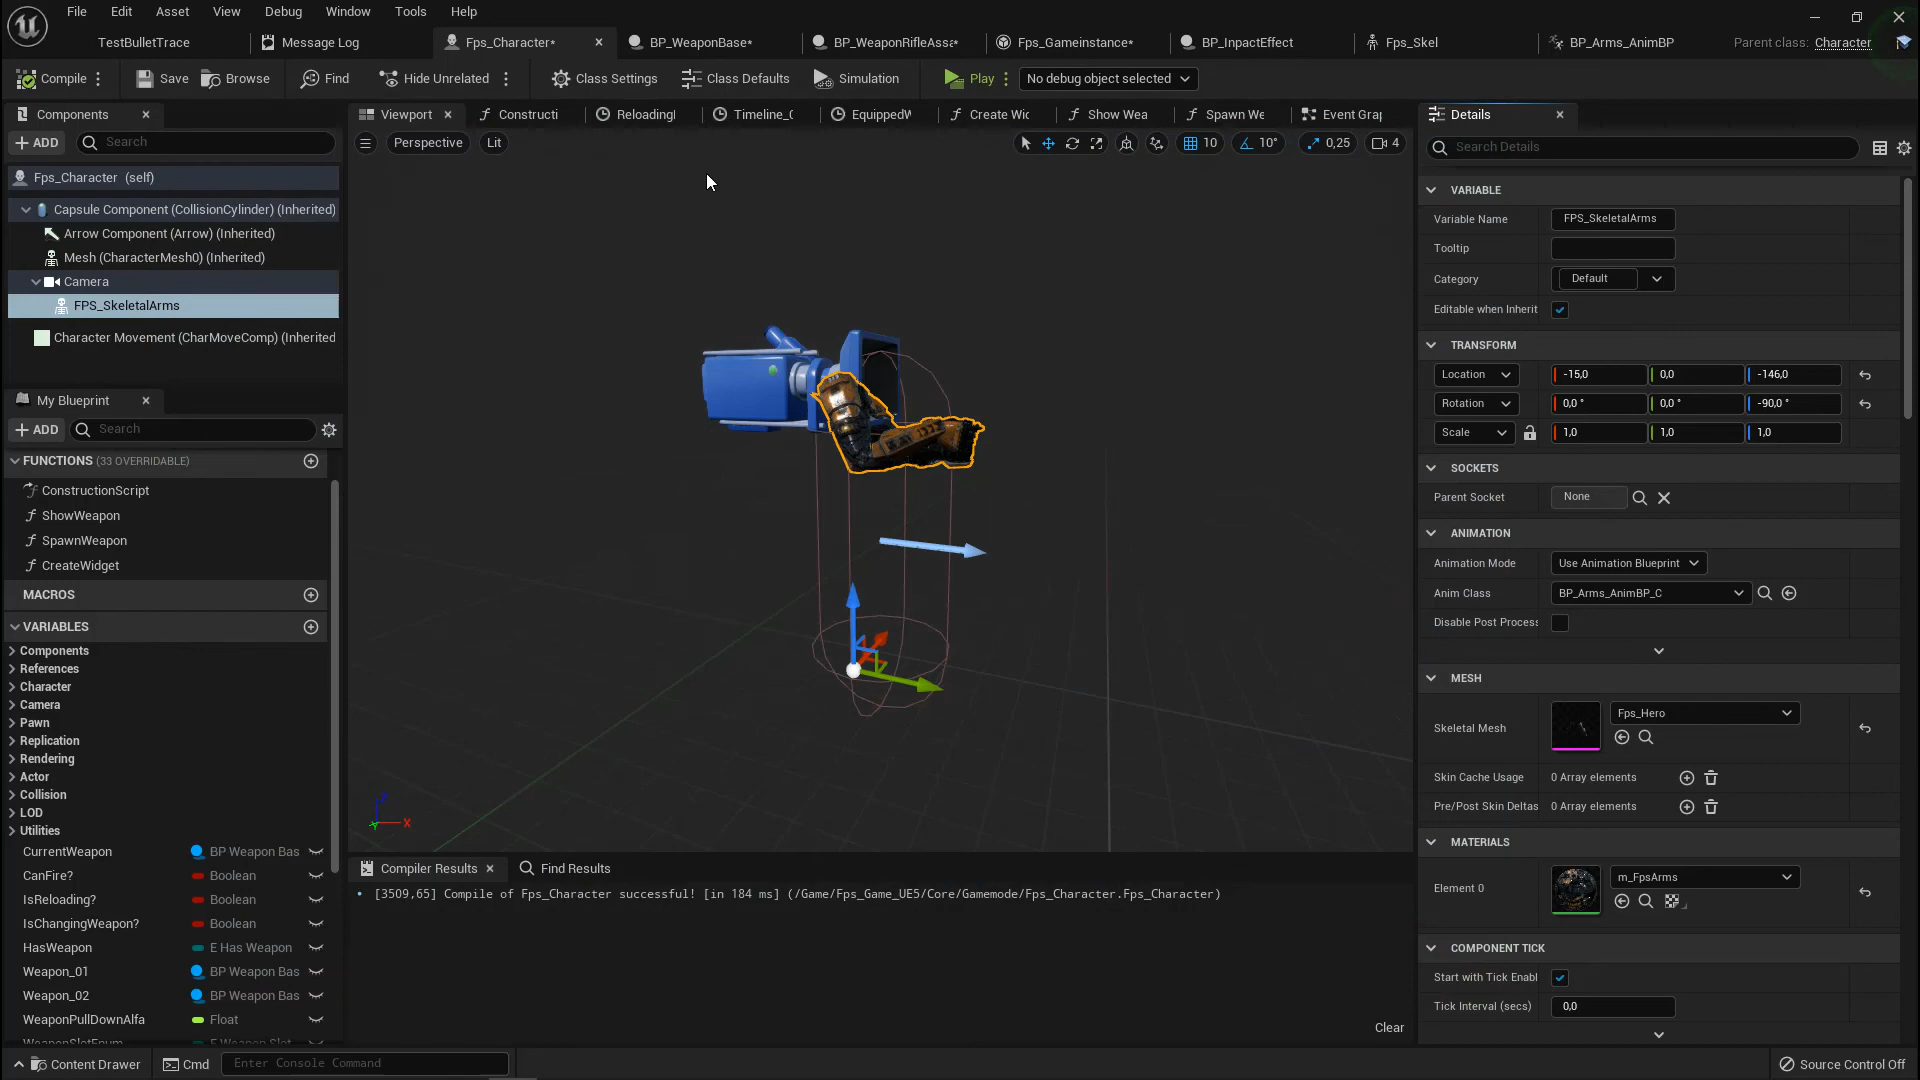 File Edit Asset View Debug Window Tools Help
TestBulletTrace
Message Log
Fps_Character*
BP_WeaponBase*
BP_WeaponRifleAssa*
Fps_Gameinstance*
BP_InpactEffect
Fps_Skel
BP_Arms_AnimBP
Parent class: Character
Compile
Save
Browse
Find
Hide Unrelated
Class Settings
Class Defaults
Simulation
Play
No debug object selected
Components
ADD
Search
Fps_Character (self)
Capsule Component (CollisionCylinder) (Inherited)
Arrow Component (Arrow) (Inherited)
Mesh (CharacterMesh0) (Inherited)
Camera
FPS_SkeletalArms
Character Movement (CharMoveComp) (Inherited
My Blueprint
ADD
Search
FUNCTIONS (33 OVERRIDABLE)
ConstructionScript
ShowWeapon
SpawnWeapon
CreateWidget
MACROS
VARIABLES
Components
References
Character
Camera
Pawn
Replication
Rendering
Actor
Collision
LOD
Utilities
CurrentWeapon BP Weapon Bas
CanFire? Boolean
IsReloading? Boolean
IsChangingWeapon? Boolean
HasWeapon E Has Weapon
Weapon_01 BP Weapon Bas
Weapon_02 BP Weapon Bas
WeaponPullDownAlfa Float
Viewport
Constructi
Reloading
Timeline_
EquippedW
Create Wic
Show Wea
Spawn We
Event Grap
Perspective
Lit
10
10°
0,25
4
Z
X
Y
Compiler Results
Find Results
[3509,65] Compile of Fps_Character successful! [in 184 ms] (/Game/Fps_Game_UE5/Core/Gamemode/Fps_Character.Fps_Character)
Clear
Details
Search Details
VARIABLE
Variable Name FPS_SkeletalArms
Tooltip
Category Default
Editable when Inherit
TRANSFORM
Location -15,0 0,0 -146,0
Rotation 0,0 ° 0,0 ° -90,0 °
Scale 1,0 1,0 1,0
SOCKETS
Parent Socket None
ANIMATION
Animation Mode Use Animation Blueprint
Anim Class BP_Arms_AnimBP_C
Disable Post Process
MESH
Skeletal Mesh Fps_Hero
Skin Cache Usage 0 Array elements
Pre/Post Skin Deltas 0 Array elements
MATERIALS
Element 0 m_FpsArms
COMPONENT TICK
Start with Tick Enabl
Tick Interval (secs) 0,0
Content Drawer
Cmd
Enter Console Command
Source Control Off